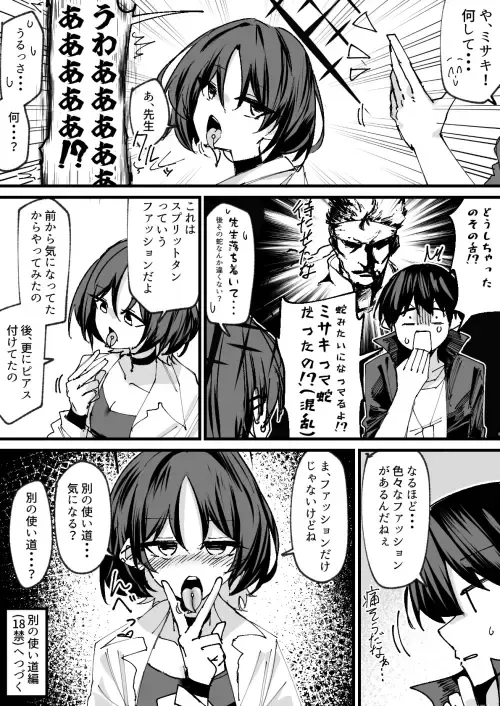 や、ミサキ！
何して・・・
あ、先生
うわああ
ああああ
ああああ
ああ!?
うるっさ・・・
何・・・？
どうしちゃった
のその舌!?
待たせたな
蛇みたいになってるよ!?
ミサキって蛇
だったの!?(混乱)
先生落ち着いて・・・
後その蛇なんか違くない？
これは
スプリットタン
っていう
ファッションだよ
前から気になってた
からやってみたの
後、更にピアス
付けてたの
なるほど・・・
色々なファッション
があるんだねぇ
痛そうだなぁ・・・
ま、ファッションだけ
じゃないけどね
んべっ
別の使い道・・・
気になる？
別の使い道・・・？
別の使い道編
(18禁)へつづく